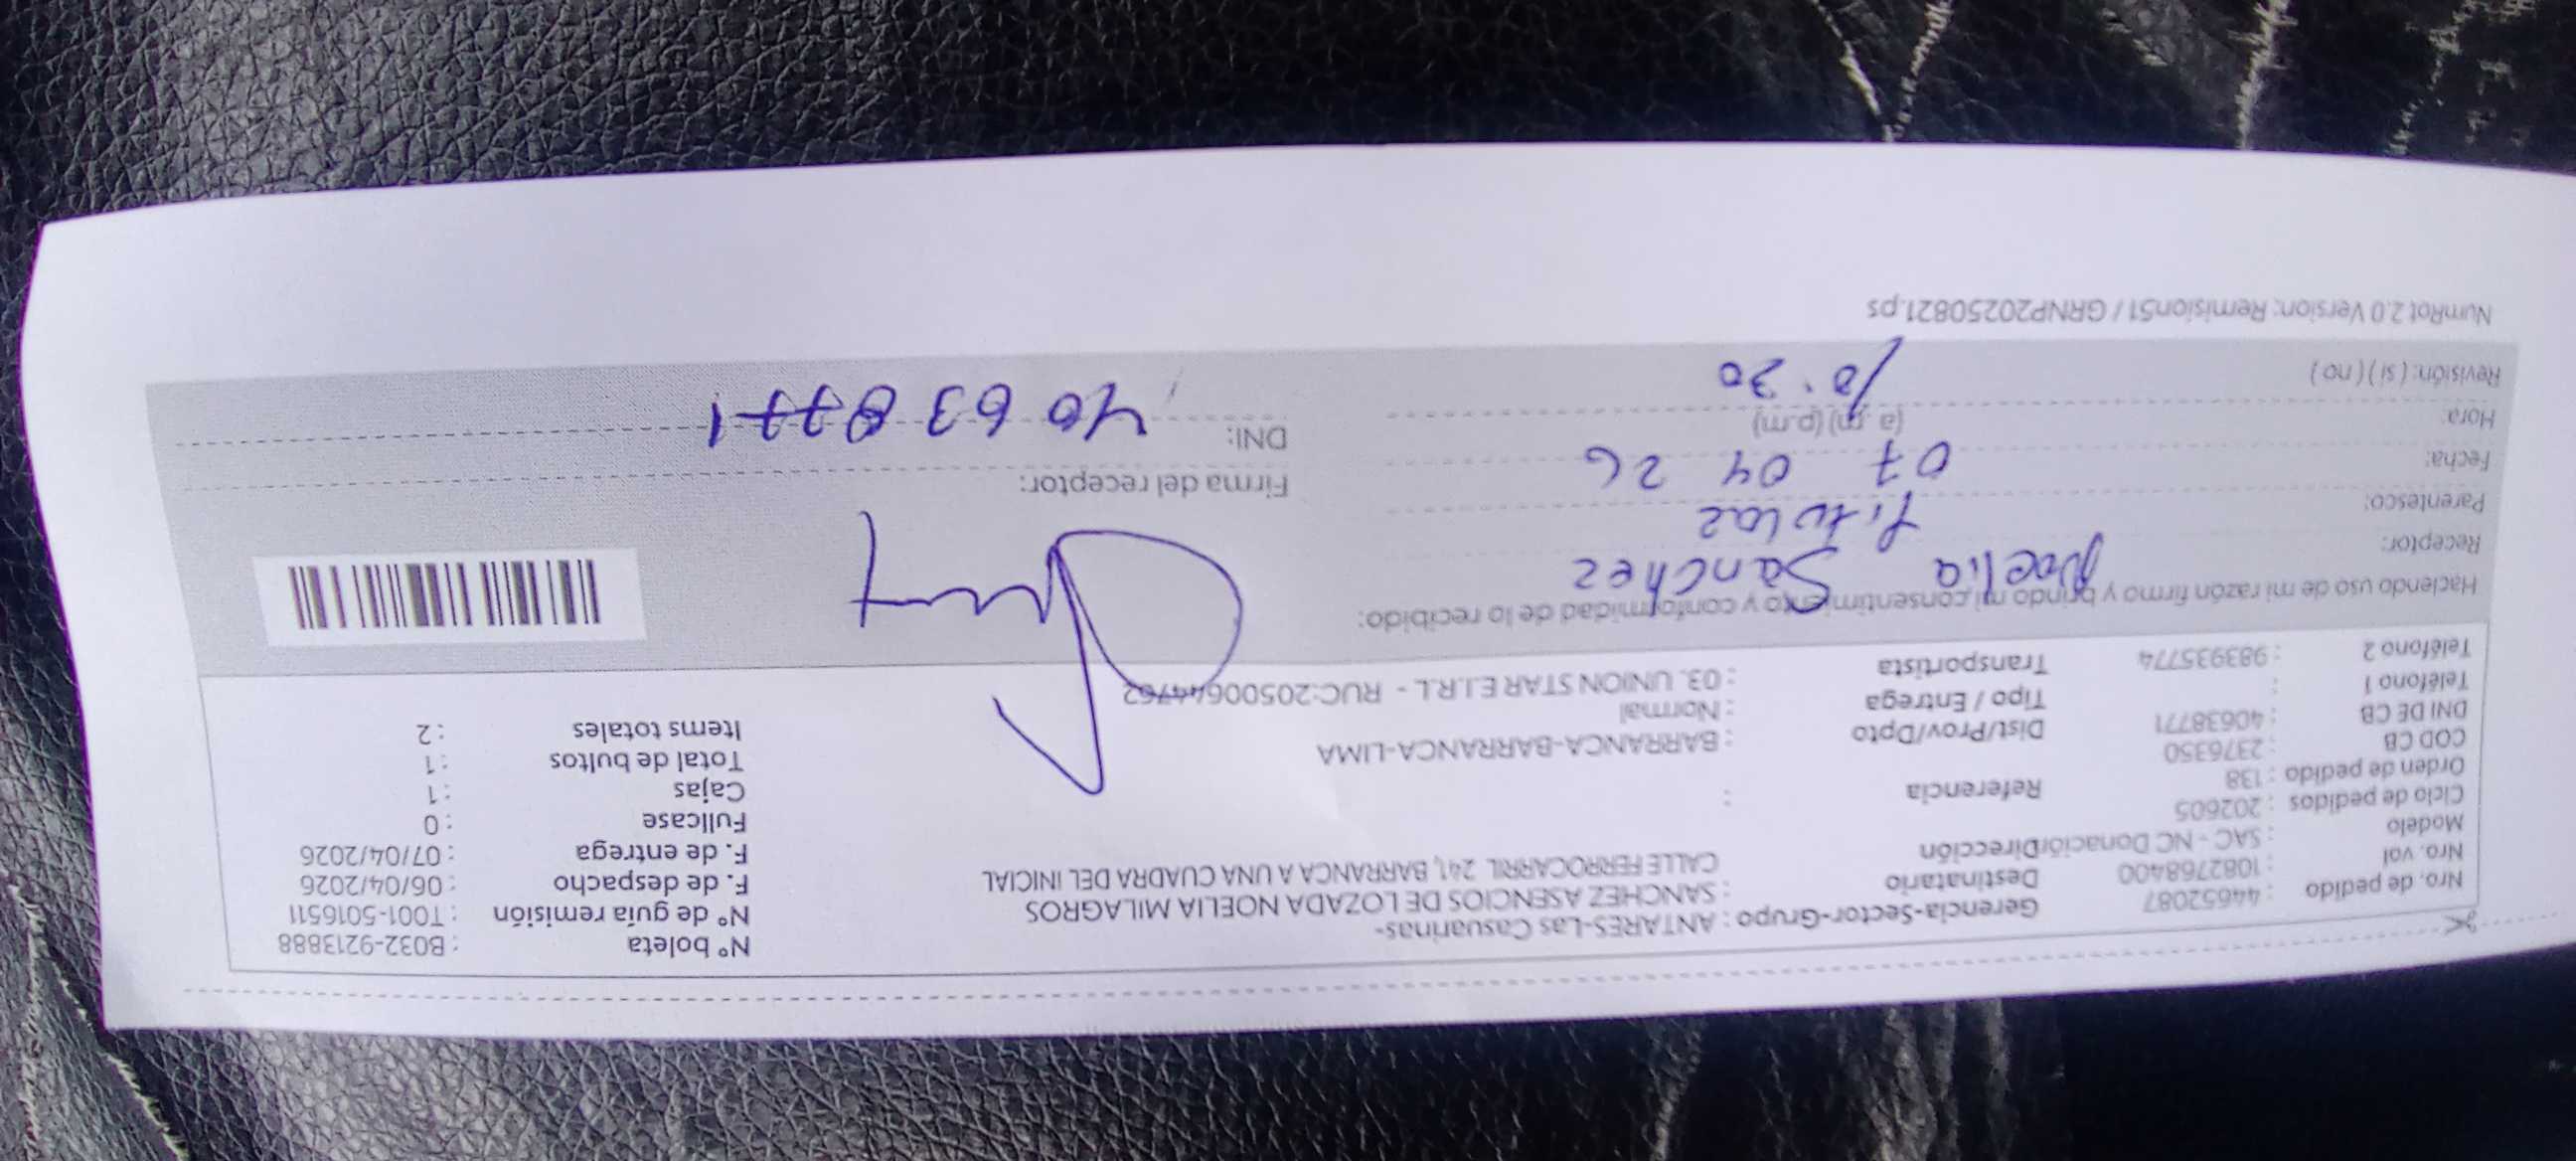 Nro. de pedido : 44652087
Nro. vol : 1082768400
Modelo : SAC - NC Donación
Ciclo de pedidos : 202605
Orden de pedido : 138
COD CB : 2376350
DNI DE CB : 40638771
Teléfono 1 :
Teléfono 2 : 983935774
Gerencia-Sector-Grupo : ANTARES-Las Casuarinas-
Destinatario : SANCHEZ ASENCIOS DE LOZADA NOELIA MILAGROS
Dirección CALLE FERROCARRIL 241, BARRANCA A UNA CUADRA DEL INICIAL
Referencia :
Dist/Prov/Dpto : BARRANCA-BARRANCA-LIMA
Tipo / Entrega : Normal
Transportista : 03. UNION STAR E.I.R.L - RUC:20500644762
N° boleta : B032-9213888
N° de guía remisión : T001-5016511
F. de despacho : 06/04/2026
F. de entrega : 07/04/2026
Fullcase : 0
Cajas : 1
Total de bultos : 1
Items totales : 2
Haciendo uso de mi razón firmo y brindo mi consentimiento y conformidad de lo recibido:
Receptor: Noelia Sanchez
Parentesco: Titular
Fecha: 07 04 26
Hora: (a.m) (p.m) 10:30
Revisión: ( si ) ( no )
Firma del receptor:
DNI: 40638771
NumRot 2.0 Version: Remisión51 / GRNP20250821.ps